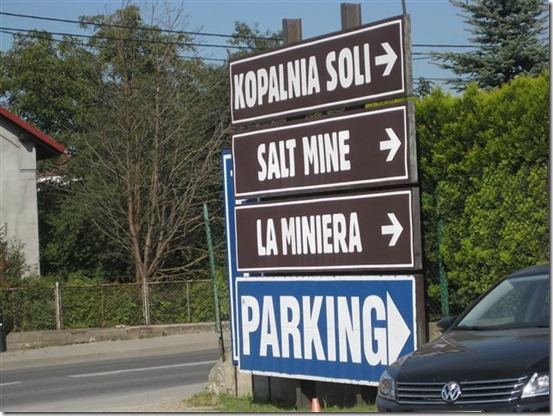 KOPALNIA SOLI
SALT MINE
LA MINIERA
PARKING